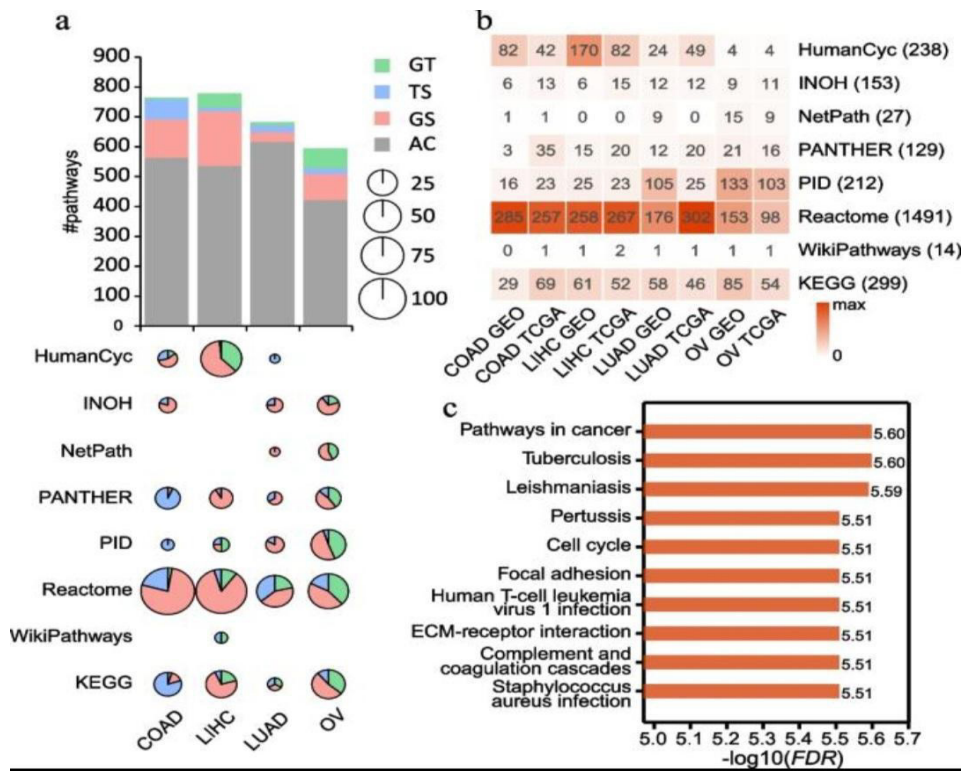 a
900
800
700
600
500
400
300
200
100
0
#pathways
GT
TS
GS
AC
25
50
75
100
HumanCyc
INOH
NetPath
PANTHER
PID
Reactome
WikiPathways
KEGG
COAD
LIHC
LUAD
OV
b
82 42 170 82 24 49 4 4 HumanCyc (238)
6 13 6 15 12 12 9 11 INOH (153)
1 1 0 0 9 0 15 9 NetPath (27)
3 35 15 20 12 20 21 16 PANTHER (129)
16 23 25 23 105 25 133 103 PID (212)
285 257 258 267 176 302 153 98 Reactome (1491)
0 1 1 2 1 1 1 1 WikiPathways (14)
29 69 61 52 58 46 85 54 KEGG (299)
COAD GEO
COAD TCGA
LIHC GEO
LIHC TCGA
LUAD GEO
LUAD TCGA
OV GEO
OV TCGA
max
0
c
Pathways in cancer 5.60
Tuberculosis 5.60
Leishmaniasis 5.59
Pertussis 5.51
Cell cycle 5.51
Focal adhesion 5.51
Human T-cell leukemia
virus 1 infection 5.51
ECM-receptor interaction 5.51
Complement and
coagulation cascades 5.51
Staphylococcus
aureus infection 5.51
5.0 5.1 5.2 5.3 5.4 5.5 5.6 5.7
-log10(FDR)